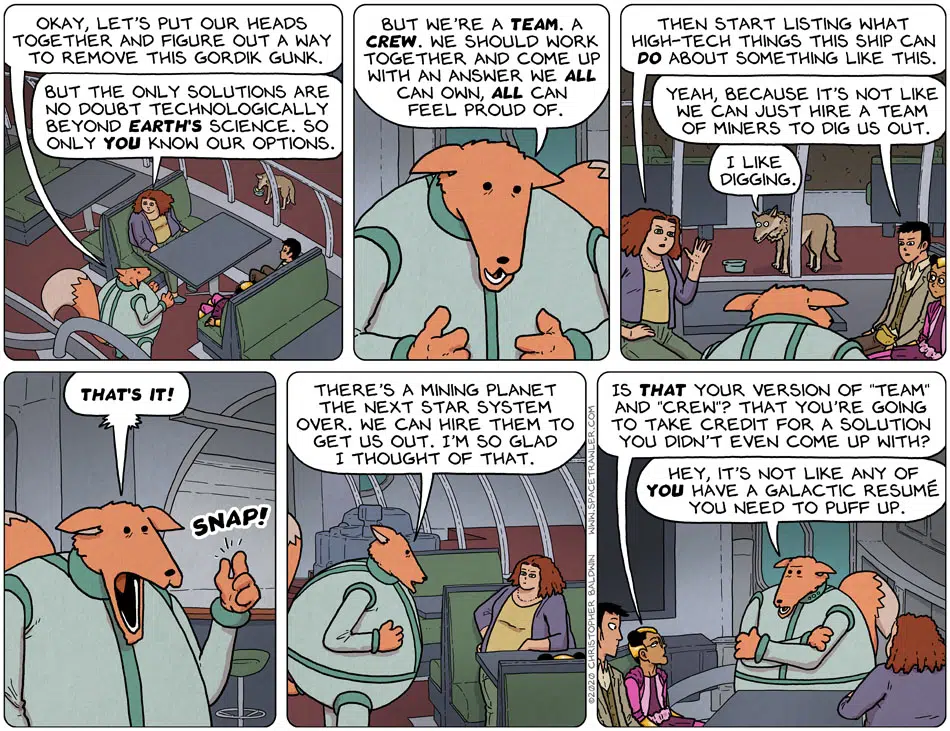 OKAY, LET'S PUT OUR HEADS
TOGETHER AND FIGURE OUT A WAY
TO REMOVE THIS GORDIK GUNK.
BUT THE ONLY SOLUTIONS ARE
NO DOUBT TECHNOLOGICALLY
BEYOND EARTH'S SCIENCE. SO
ONLY YOU KNOW OUR OPTIONS.
BUT WE'RE A TEAM. A
CREW. WE SHOULD WORK
TOGETHER AND COME UP
WITH AN ANSWER WE ALL
CAN OWN, ALL CAN
FEEL PROUD OF.
THEN START LISTING WHAT
HIGH-TECH THINGS THIS SHIP CAN
DO ABOUT SOMETHING LIKE THIS.
YEAH, BECAUSE IT'S NOT LIKE
WE CAN JUST HIRE A TEAM
OF MINERS TO DIG US OUT.
I LIKE
DIGGING.
THAT'S IT!
SNAP!
THERE'S A MINING PLANET
THE NEXT STAR SYSTEM
OVER. WE CAN HIRE THEM TO
GET US OUT. I'M SO GLAD
I THOUGHT OF THAT.
©2020 CHRISTOPHER BALDWIN WWW.SPACETRAWLER.COM
IS THAT YOUR VERSION OF "TEAM"
AND "CREW"? THAT YOU'RE GOING
TO TAKE CREDIT FOR A SOLUTION
YOU DIDN'T EVEN COME UP WITH?
HEY, IT'S NOT LIKE ANY OF
YOU HAVE A GALACTIC RESUMÉ
YOU NEED TO PUFF UP.